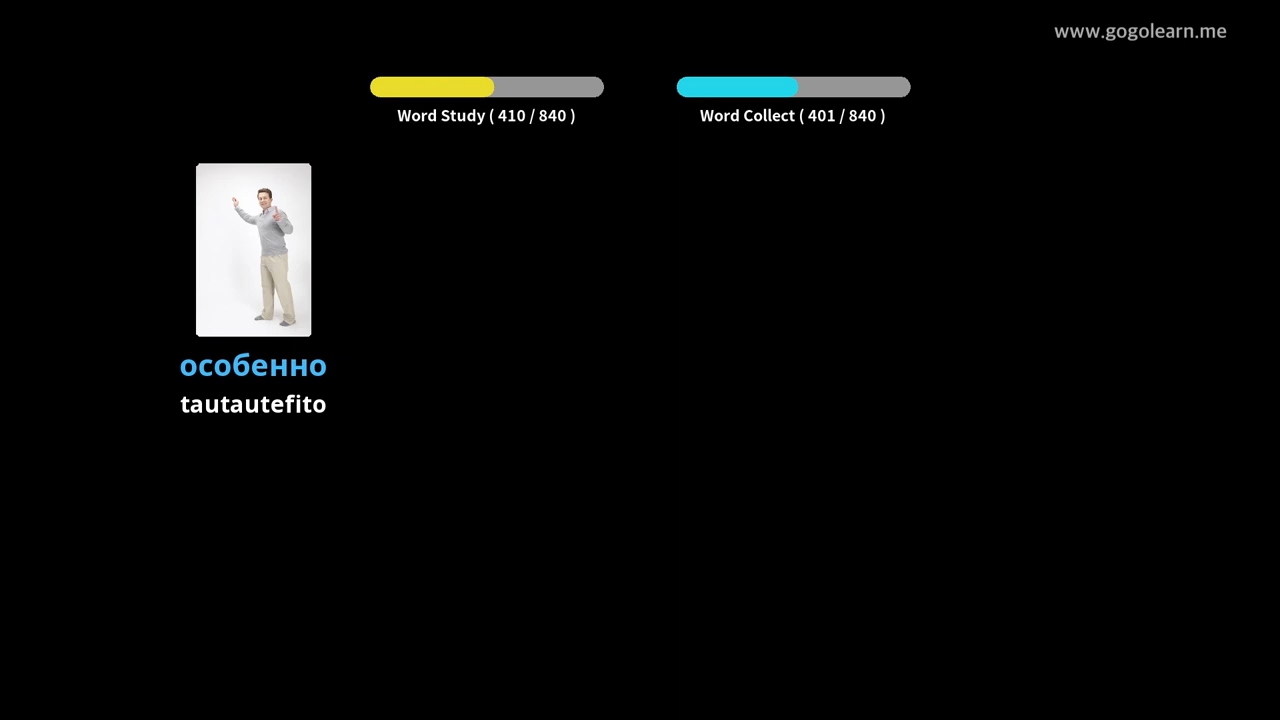 www.gogolearn.me
Word Study ( 410 / 840 )
Word Collect ( 401 / 840 )
особенно
tautautefito